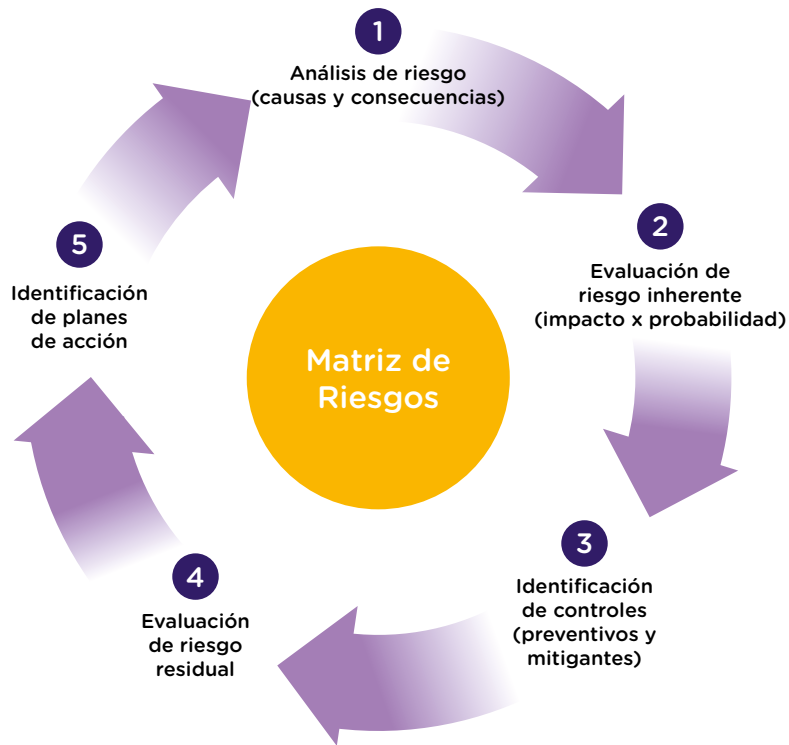 1
Análisis de riesgo
(causas y consecuencias)
2
Evaluación de
riesgo inherente
(impacto x probabilidad)
3
Identificación
de controles
(preventivos y
mitigantes)
4
Evaluación
de riesgo
residual
5
Identificación
de planes
de acción
Matriz de
Riesgos